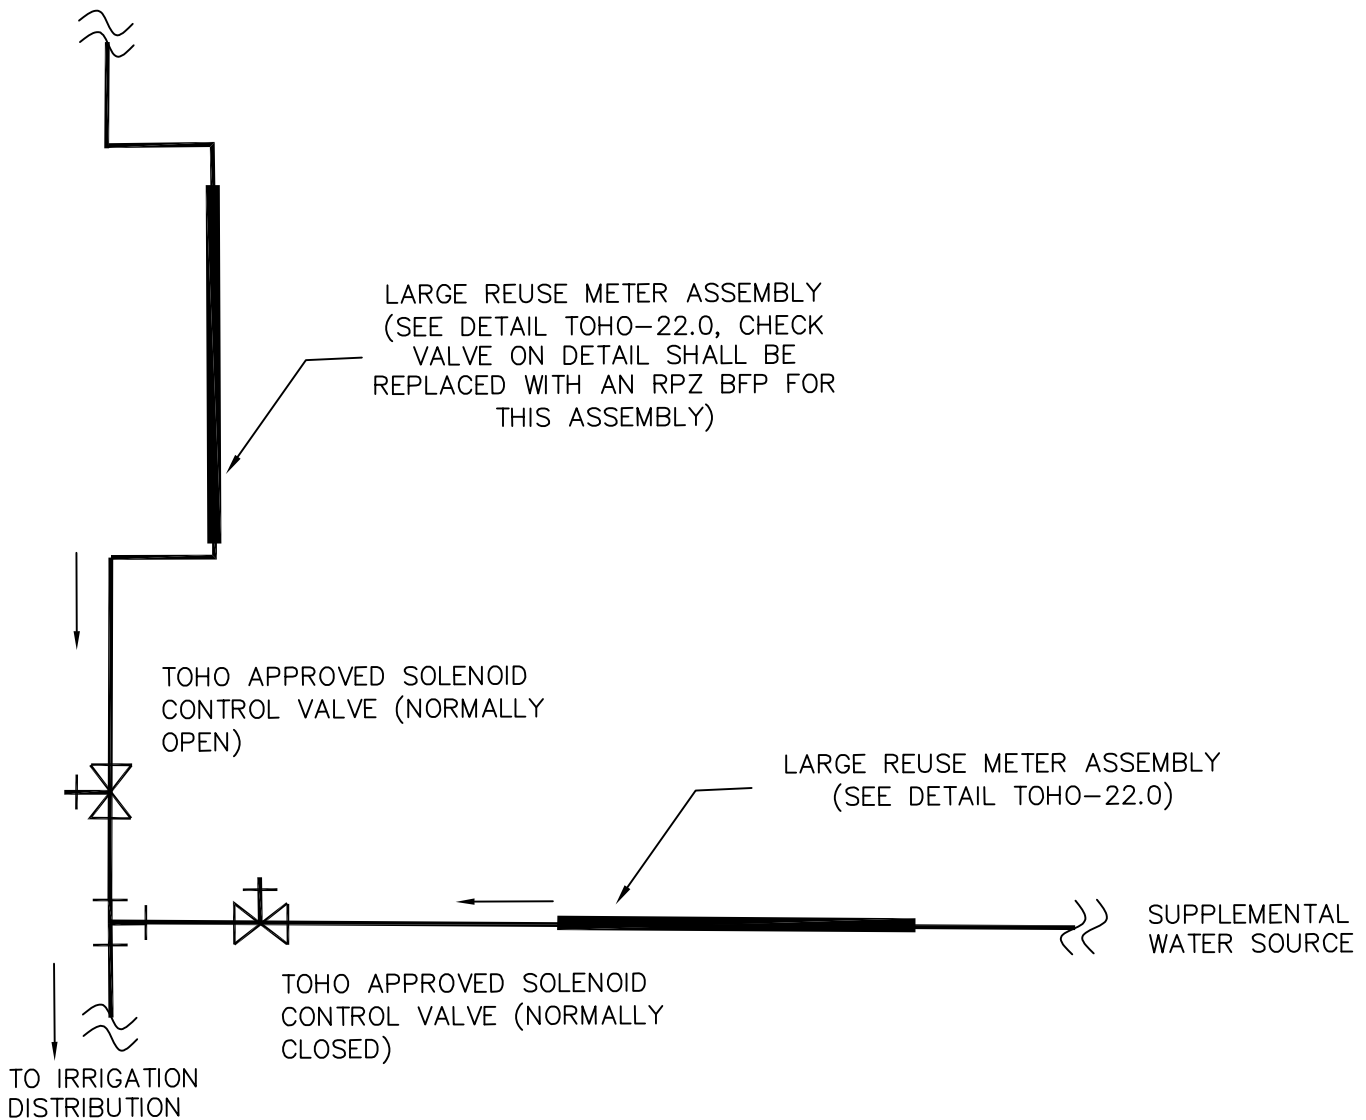 LARGE REUSE METER ASSEMBLY
(SEE DETAIL TOHO-22.0, CHECK
VALVE ON DETAIL SHALL BE
REPLACED WITH AN RPZ BFP FOR
THIS ASSEMBLY)
TOHO APPROVED SOLENOID
CONTROL VALVE (NORMALLY
OPEN)
LARGE REUSE METER ASSEMBLY
(SEE DETAIL TOHO-22.0)
SUPPLEMENTAL
WATER SOURCE
TOHO APPROVED SOLENOID
CONTROL VALVE (NORMALLY
CLOSED)
TO IRRIGATION
DISTRIBUTION